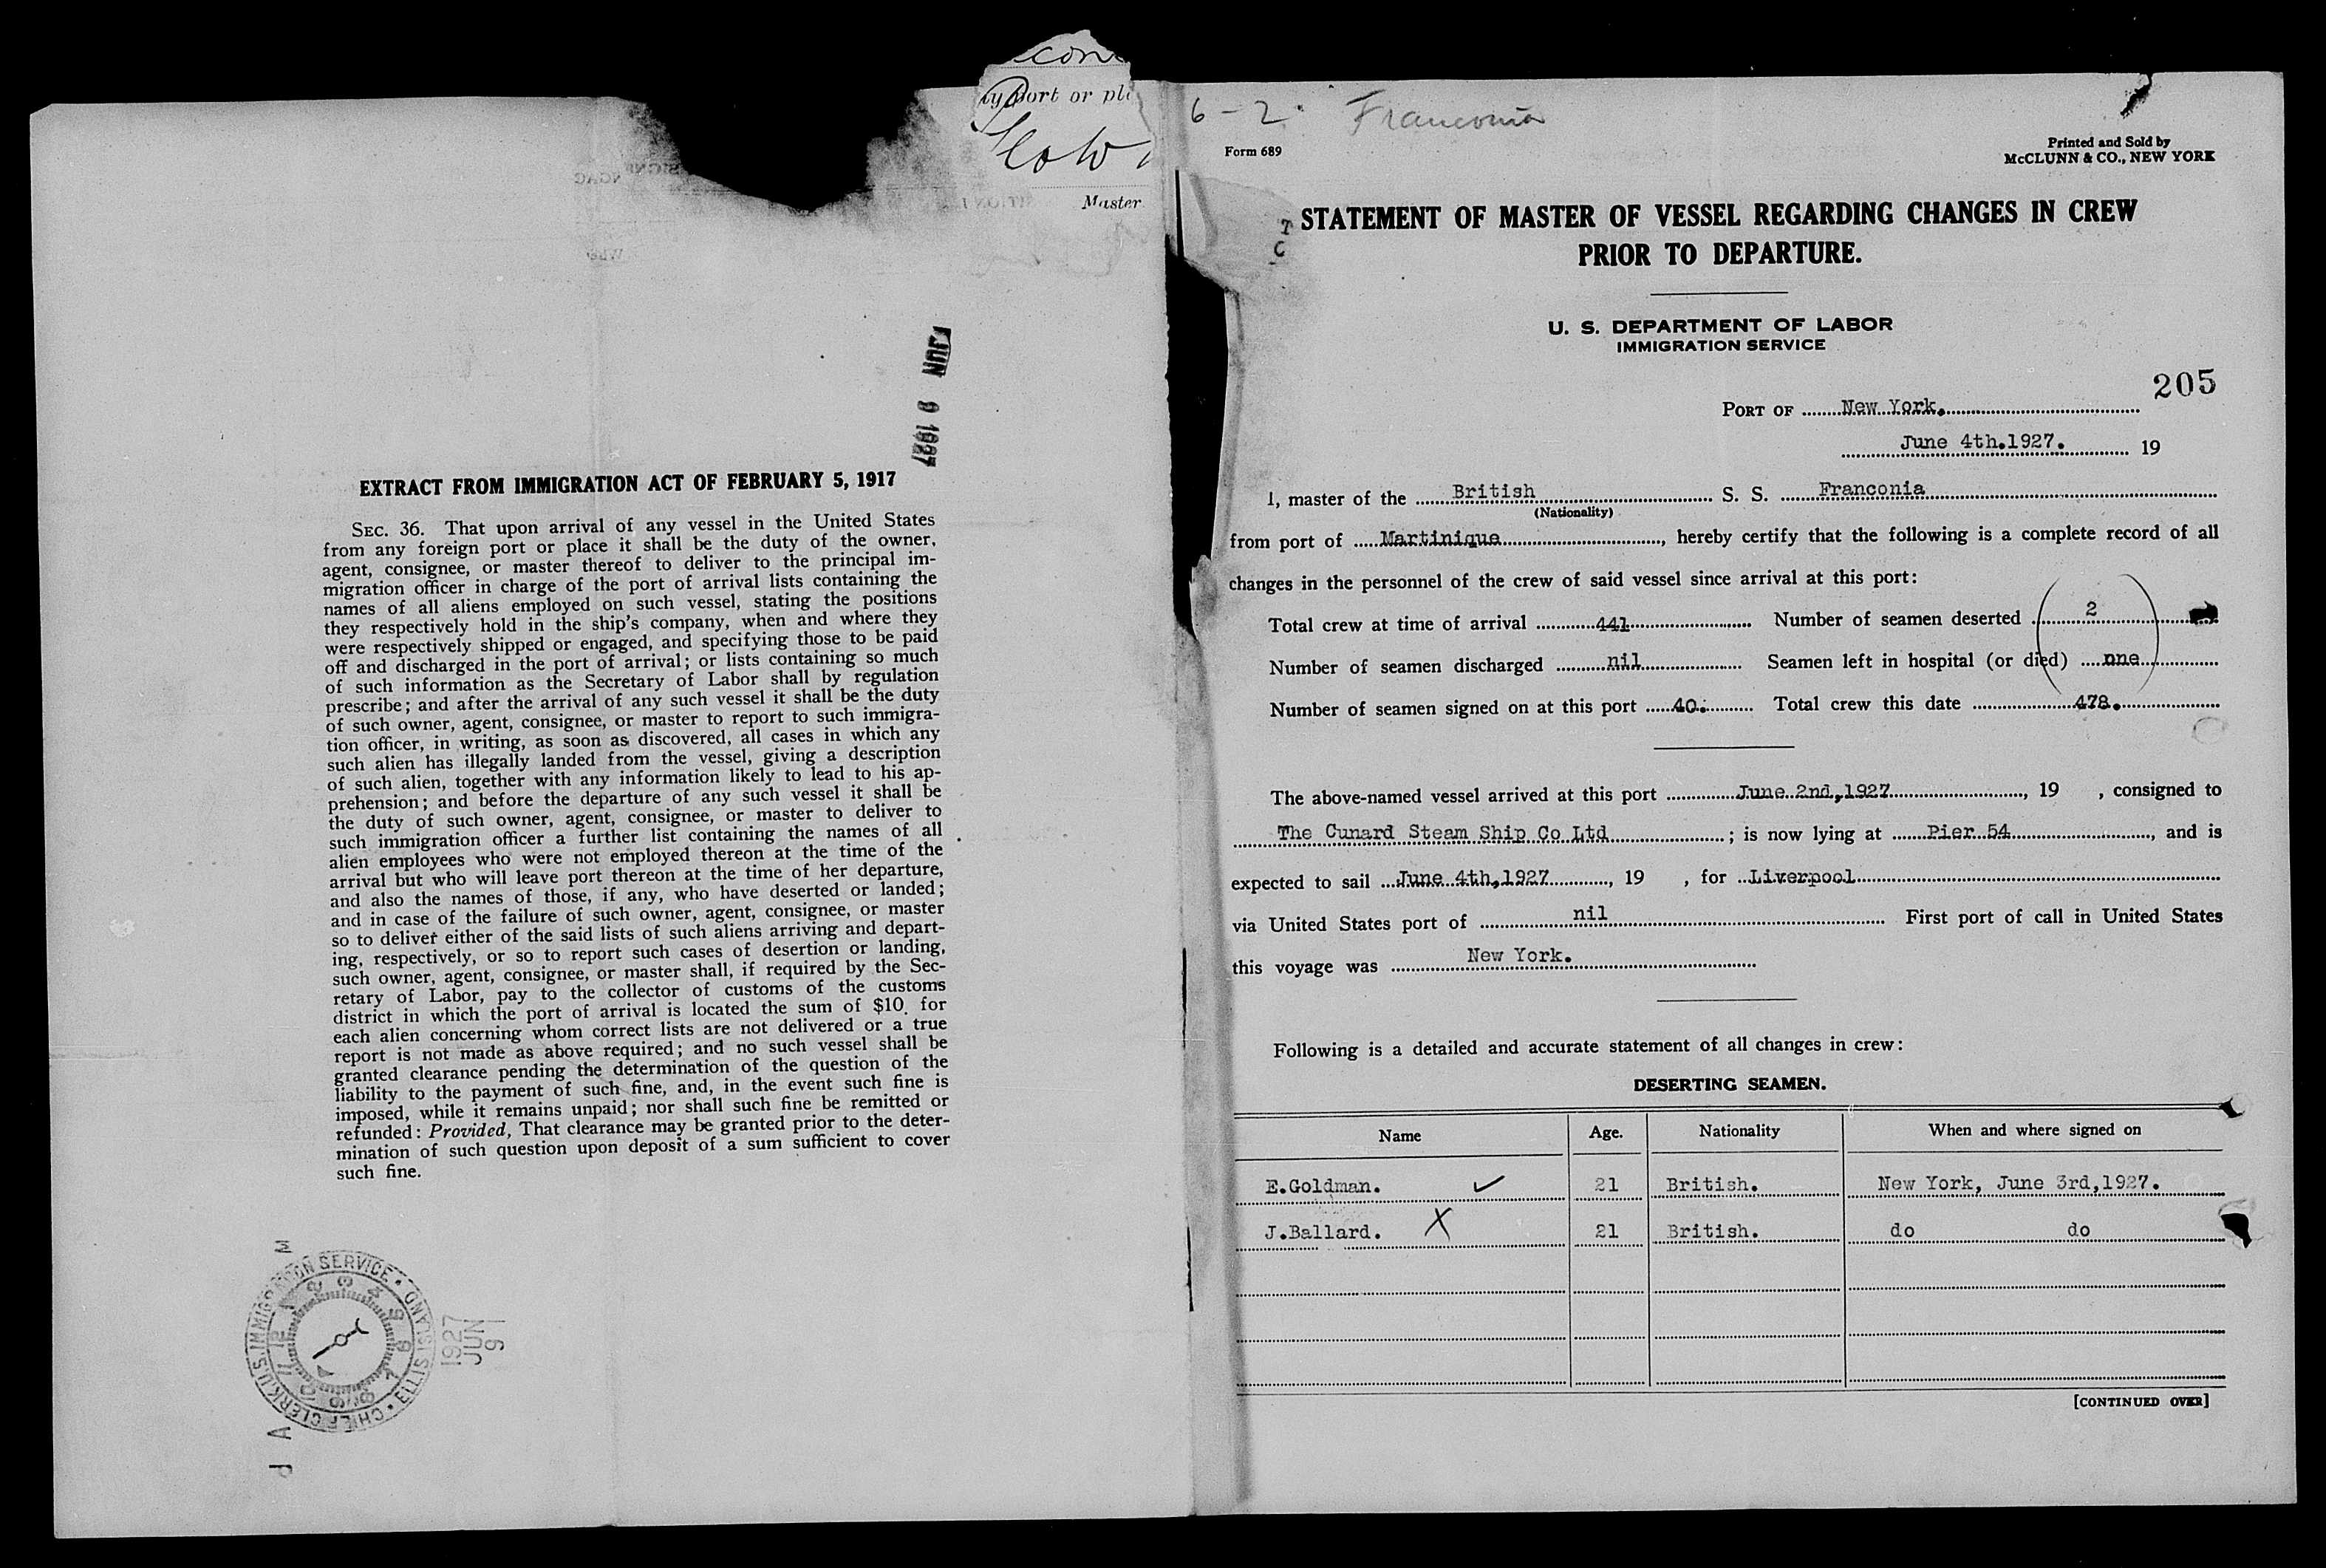 con
ny port or pl
Master.
JUN 9 1927
EXTRACT FROM IMMIGRATION ACT OF FEBRUARY 5, 1917
SEC. 36. That upon arrival of any vessel in the United States
from any foreign port or place it shall be the duty of the owner,
agent, consignee, or master thereof to deliver to the principal im-
migration officer in charge of the port of arrival lists containing the
names of all aliens employed on such vessel, stating the positions
they respectively hold in the ship's company, when and where they
were respectively shipped or engaged, and specifying those to be paid
off and discharged in the port of arrival; or lists containing so much
of such information as the Secretary of Labor shall by regulation
prescribe; and after the arrival of any such vessel it shall be the duty
of such owner, agent, consignee, or master to report to such immigra-
tion officer, in writing, as soon as discovered, all cases in which any
such alien has illegally landed from the vessel, giving a description
of such alien, together with any information likely to lead to his ap-
prehension; and before the departure of any such vessel it shall be
the duty of such owner, agent, consignee, or master to deliver to
such immigration officer a further list containing the names of all
alien employees who were not employed thereon at the time of the
arrival but who will leave port thereon at the time of her departure,
and also the names of those, if any, who have deserted or landed;
and in case of the failure of such owner, agent, consignee, or master
so to deliver either of the said lists of such aliens arriving and depart-
ing, respectively, or so to report such cases of desertion or landing,
such owner, agent, consignee, or master shall, if required by the Sec-
retary of Labor, pay to the collector of customs of the customs
district in which the port of arrival is located the sum of $10 for
each alien concerning whom correct lists are not delivered or a true
report is not made as above required; and no such vessel shall be
granted clearance pending the determination of the question of the
liability to the payment of such fine, and, in the event such fine is
imposed, while it remains unpaid; nor shall such fine be remitted or
refunded: Provided, That clearance may be granted prior to the deter-
mination of such question upon deposit of a sum sufficient to cover
such fine.
CHIEF CLERK U.S. IMMIGRATION SERVICE • ELLIS ISLAND •
1 2 3 4 5 6 7 8 9 10 11 12
1927
JUN
9
6-2 Franconia
Form 689
Printed and Sold by
McCLUNN & CO., NEW YORK
STATEMENT OF MASTER OF VESSEL REGARDING CHANGES IN CREW
PRIOR TO DEPARTURE.
U. S. DEPARTMENT OF LABOR
IMMIGRATION SERVICE
205
PORT OF New York.
June 4th.1927. 19
I, master of the British S. S. Franconia
(Nationality)
from port of Martinique, hereby certify that the following is a complete record of all
changes in the personnel of the crew of said vessel since arrival at this port:
Total crew at time of arrival 441 Number of seamen deserted 2
Number of seamen discharged nil Seamen left in hospital (or died) one
Number of seamen signed on at this port 40. Total crew this date 478.
The above-named vessel arrived at this port June 2nd,1927, 19 , consigned to
The Cunard Steam Ship Co Ltd; is now lying at Pier 54, and is
expected to sail June 4th,1927, 19 , for Liverpool
via United States port of nil First port of call in United States
this voyage was New York.
Following is a detailed and accurate statement of all changes in crew:
DESERTING SEAMEN.
Name Age. Nationality When and where signed on
E.Goldman. ✓ 21 British. New York, June 3rd,1927.
J.Ballard. X 21 British. do do
[CONTINUED OVER]